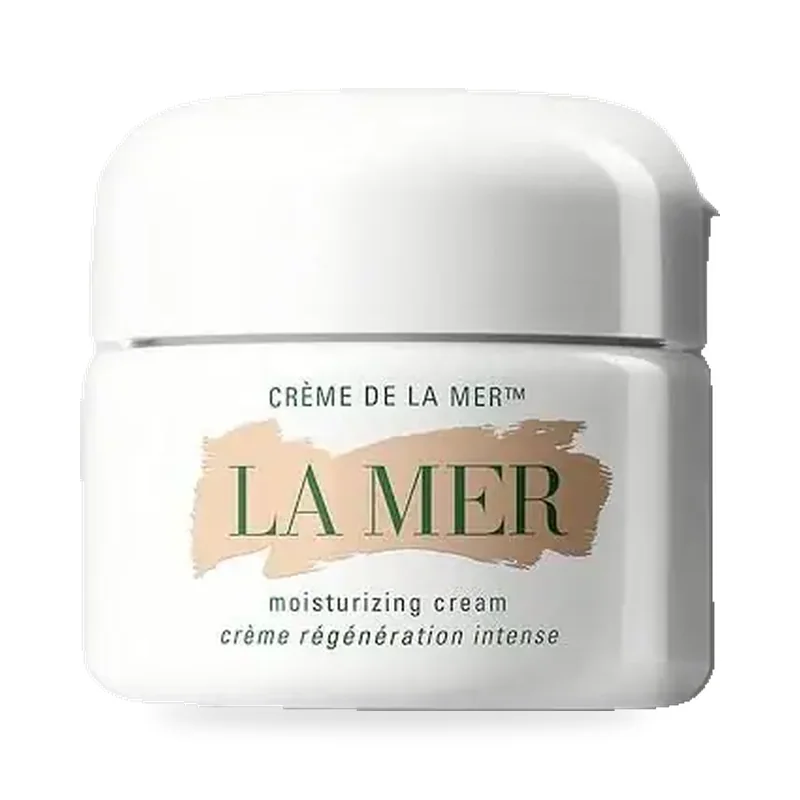 CRÈME DE LA MER™
LA MER
moisturizing cream
crème régénération intense